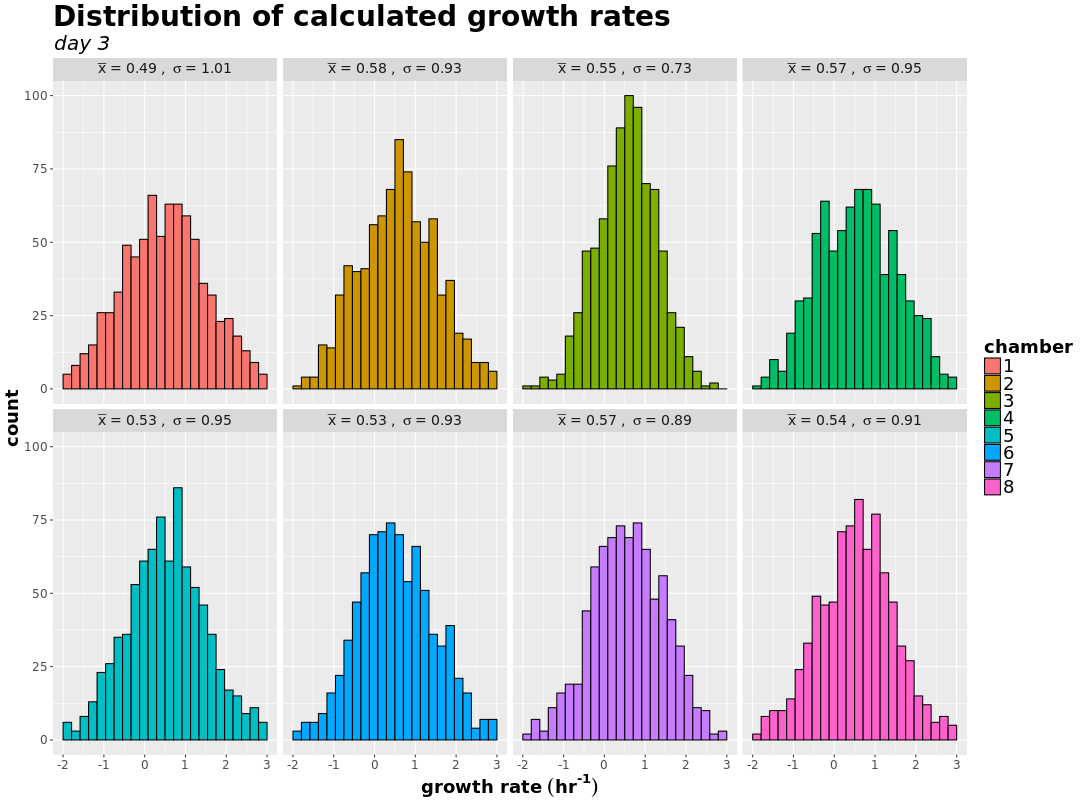 Distribution of calculated growth rates
day 3
x̅ = 0.49 , σ = 1.01
x̅ = 0.58 , σ = 0.93
x̅ = 0.55 , σ = 0.73
x̅ = 0.57 , σ = 0.95
100
75
50
25
0
x̅ = 0.53 , σ = 0.95
x̅ = 0.53 , σ = 0.93
x̅ = 0.57 , σ = 0.89
x̅ = 0.54 , σ = 0.91
100
75
50
25
0
-2 -1 0 1 2 3 -2 -1 0 1 2 3 -2 -1 0 1 2 3 -2 -1 0 1 2 3
growth rate (hr⁻¹)
count
chamber
1
2
3
4
5
6
7
8